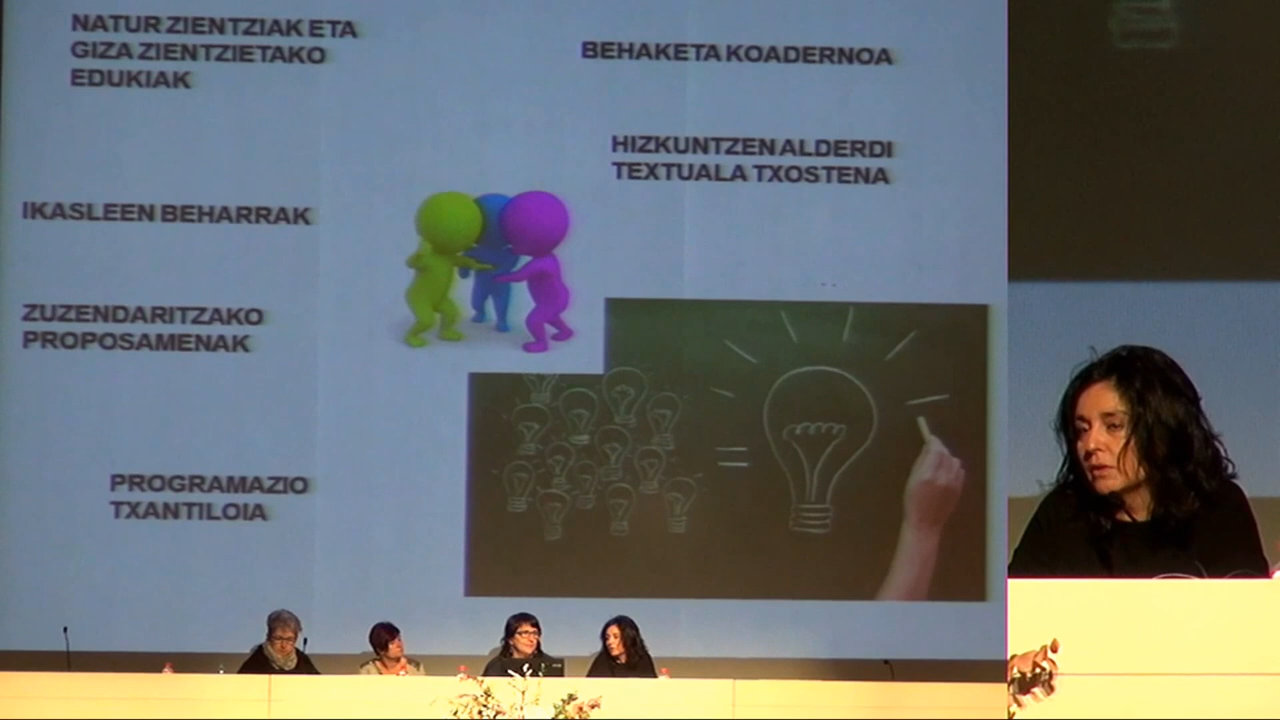 NATUR ZIENTZIAK ETA
GIZA ZIENTZIETAKO
EDUKIAK
BEHAKETA KOADERNOA
HIZKUNTZEN ALDERDI
TEXTUALA TXOSTENA
IKASLEEN BEHARRAK
ZUZENDARITZAKO
PROPOSAMENAK
PROGRAMAZIO
TXANTILOIA